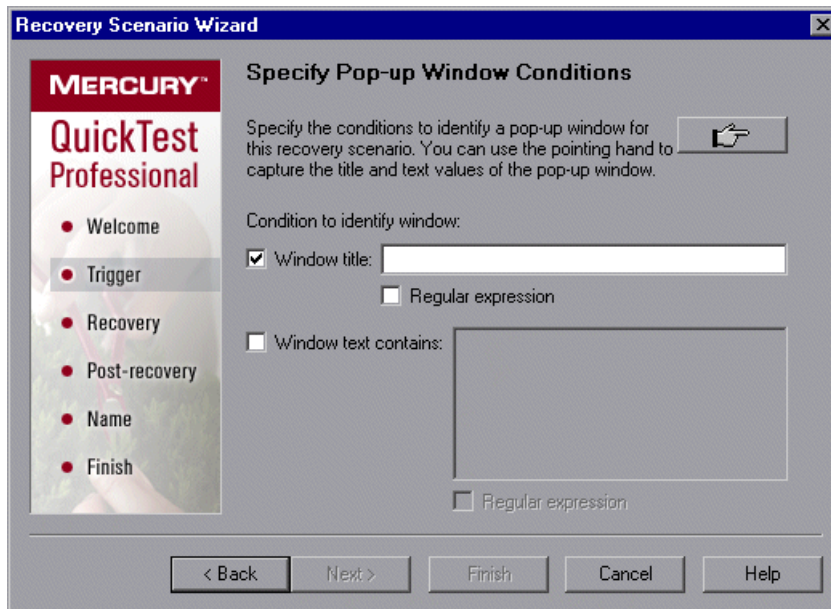 Recovery Scenario Wizard
MERCURY™
QuickTest
Professional
Welcome
Trigger
Recovery
Post-recovery
Name
Finish
Specify Pop-up Window Conditions
Specify the conditions to identify a pop-up window for
this recovery scenario. You can use the pointing hand to
capture the title and text values of the pop-up window.
Condition to identify window:
Window title:
Regular expression
Window text contains:
Regular expression
< Back
Next >
Finish
Cancel
Help